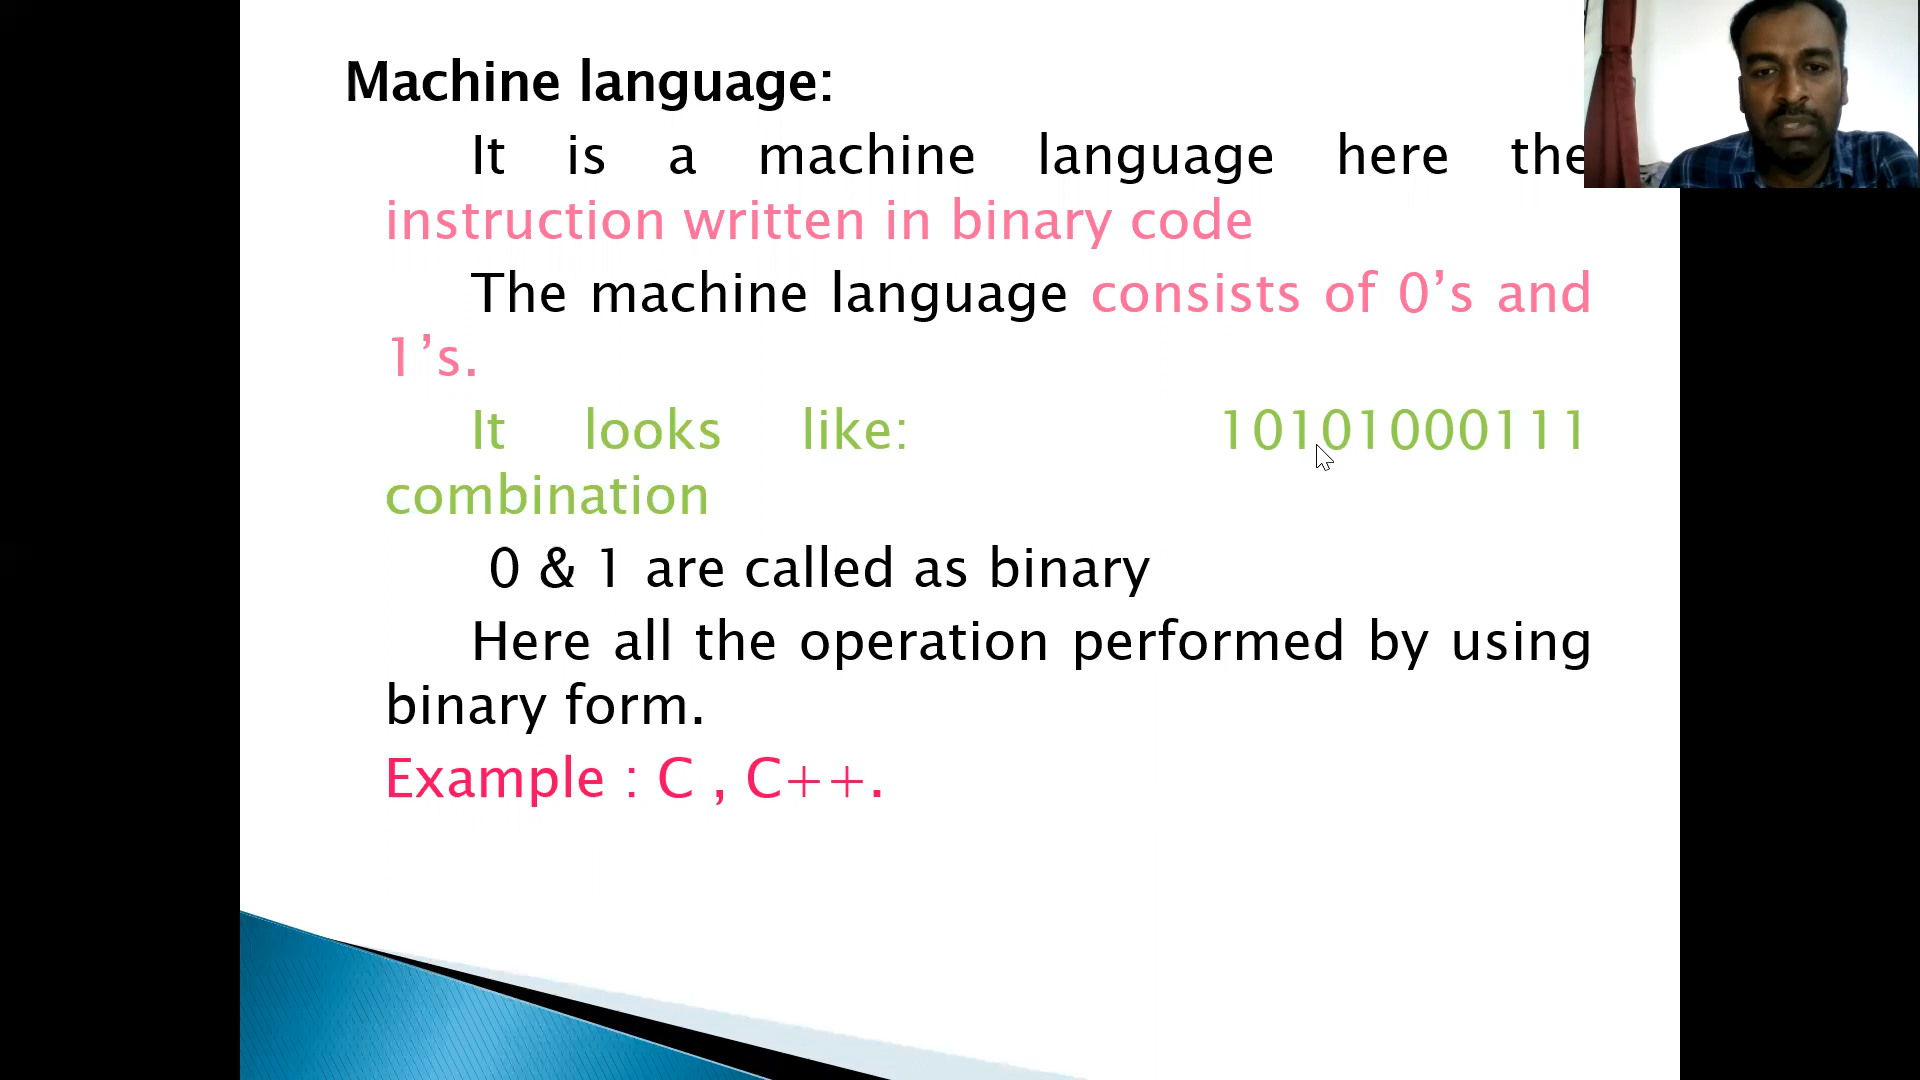 Machine language:
It is a machine language here the
instruction written in binary code
The machine language consists of 0’s and
1’s.
It looks like: 10101000111
combination
0 & 1 are called as binary
Here all the operation performed by using
binary form.
Example : C , C++.